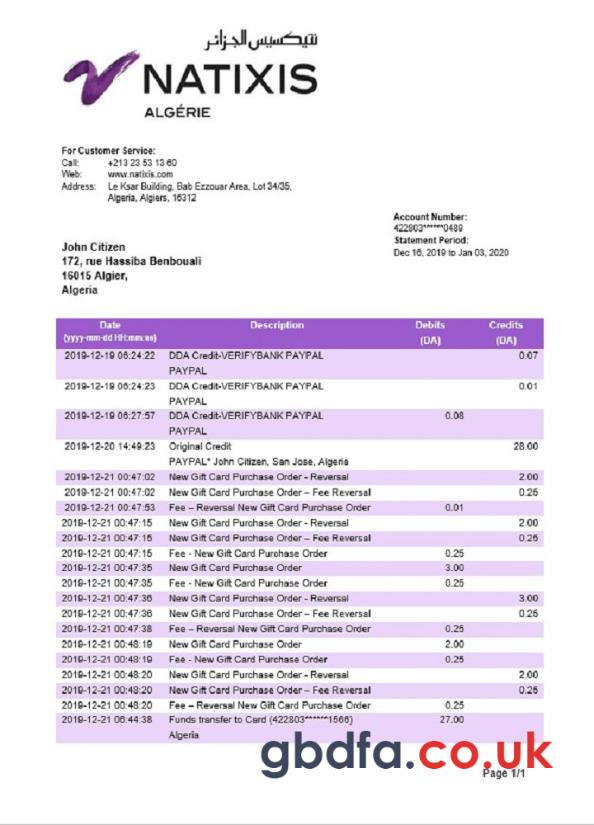 نتيكسيس الجزائر
NATIXIS
ALGÉRIE
For Customer Service:
Call: +213 23 53 13 60
Web: www.natixis.com
Address: Le Ksar Building, Bab Ezzouar Area, Lot 34/35,
Algeria, Algiers, 16312
Account Number:
422803******0489
Statement Period:
Dec 16, 2019 to Jan 03, 2020
John Citizen
172, rue Hassiba Benbouali
16015 Algier,
Algeria
Date Description Debits Credits
(yyyy-mm-dd HH:mm:ss) (DA) (DA)
2019-12-19 06:24:22 DDA Credit-VERIFYBANK PAYPAL 0.07
PAYPAL
2019-12-19 06:24:23 DDA Credit-VERIFYBANK PAYPAL 0.01
PAYPAL
2019-12-19 06:27:57 DDA Credit-VERIFYBANK PAYPAL 0.08
PAYPAL
2019-12-20 14:49:23 Original Credit 28.00
PAYPAL* John Citizen, San Jose, Algeria
2019-12-21 00:47:02 New Gift Card Purchase Order - Reversal 2.00
2019-12-21 00:47:02 New Gift Card Purchase Order – Fee Reversal 0.25
2019-12-21 00:47:53 Fee – Reversal New Gift Card Purchase Order 0.01
2019-12-21 00:47:15 New Gift Card Purchase Order - Reversal 2.00
2019-12-21 00:47:15 New Gift Card Purchase Order – Fee Reversal 0.25
2019-12-21 00:47:15 Fee - New Gift Card Purchase Order 0.25
2019-12-21 00:47:35 New Gift Card Purchase Order 3.00
2019-12-21 00:47:35 Fee - New Gift Card Purchase Order 0.25
2019-12-21 00:47:36 New Gift Card Purchase Order - Reversal 3.00
2019-12-21 00:47:36 New Gift Card Purchase Order – Fee Reversal 0.25
2019-12-21 00:47:38 Fee – Reversal New Gift Card Purchase Order 0.25
2019-12-21 00:48:19 New Gift Card Purchase Order 2.00
2019-12-21 00:48:19 Fee - New Gift Card Purchase Order 0.25
2019-12-21 00:48:20 New Gift Card Purchase Order - Reversal 2.00
2019-12-21 00:48:20 New Gift Card Purchase Order – Fee Reversal 0.25
2019-12-21 00:48:20 Fee – Reversal New Gift Card Purchase Order 0.25
2019-12-21 06:44:38 Funds transfer to Card (422803******1566) 27.00
Algeria
gbdfa.co.uk
Page 1/1